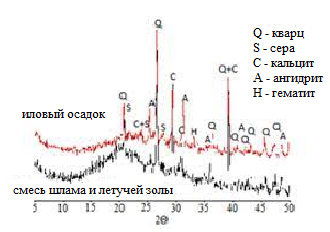 Q
Q - кварц
S - сера
C - кальцит
A - ангидрит
H - гематит
Q+C
C
A
Q
S
A
иловый осадок
C+S
S
C
H
A
Q
Q
A
Q
Q
A
Q
Q
A
смесь шлама и летучей золы
5 10 15 20 25 30 35 40 45 50